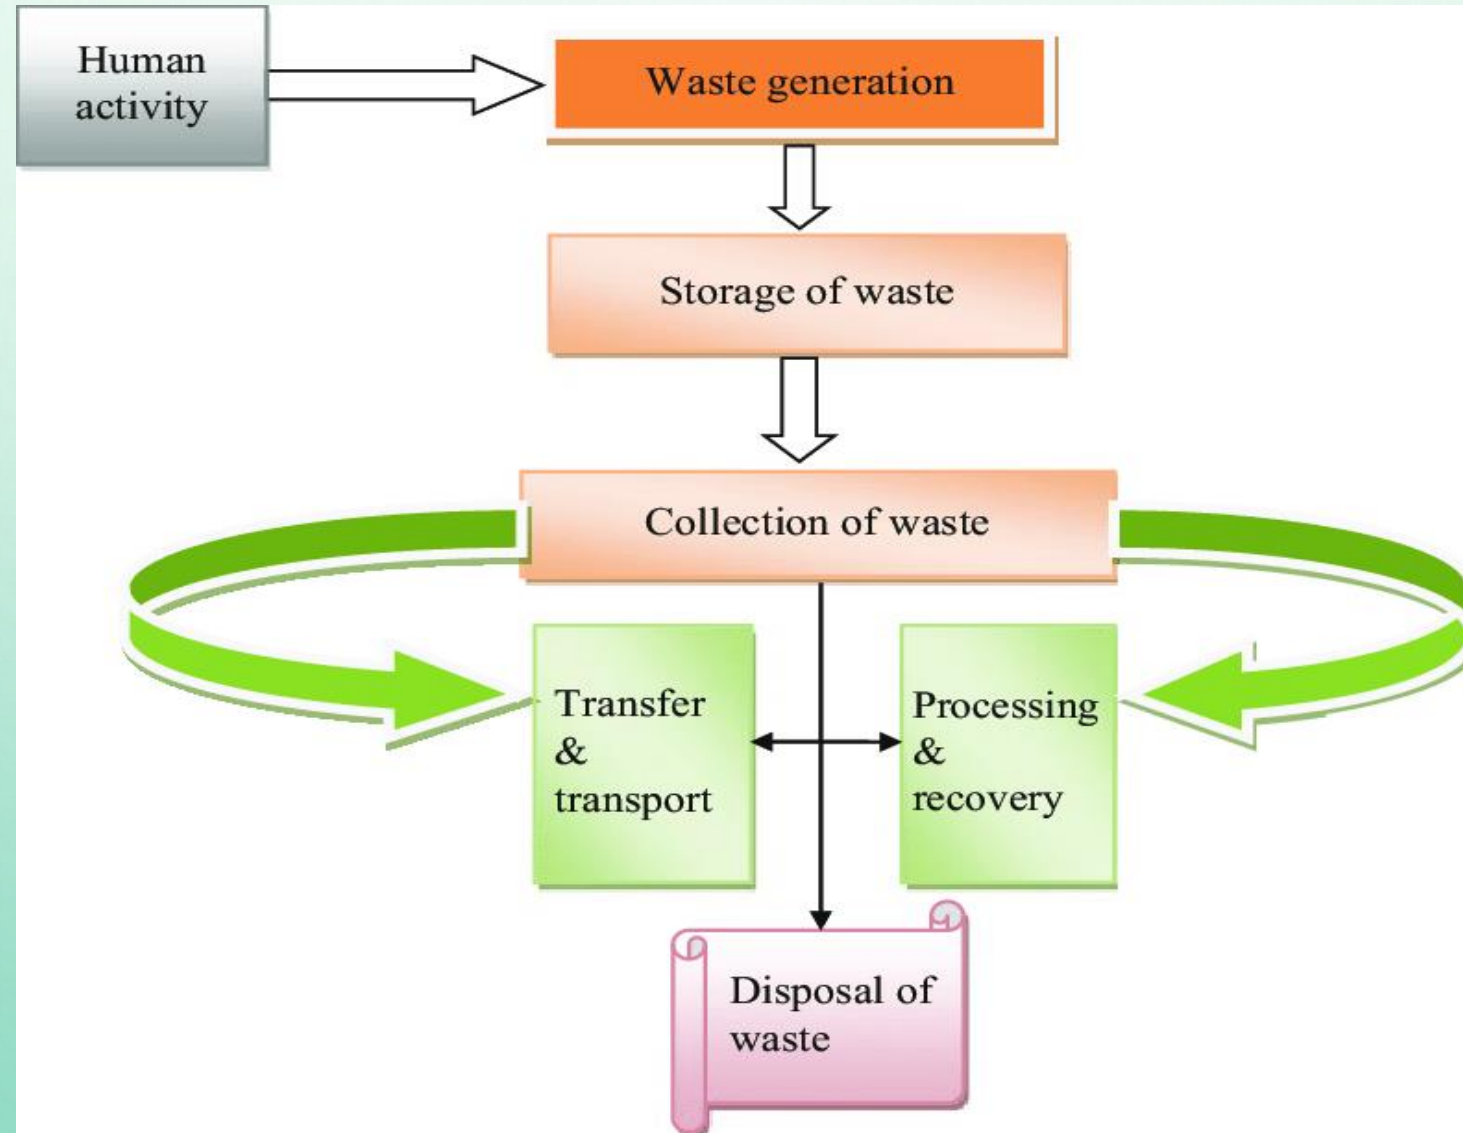 Human
activity
Waste generation
Storage of waste
Collection of waste
Transfer
&
transport
Processing
&
recovery
Disposal of
waste